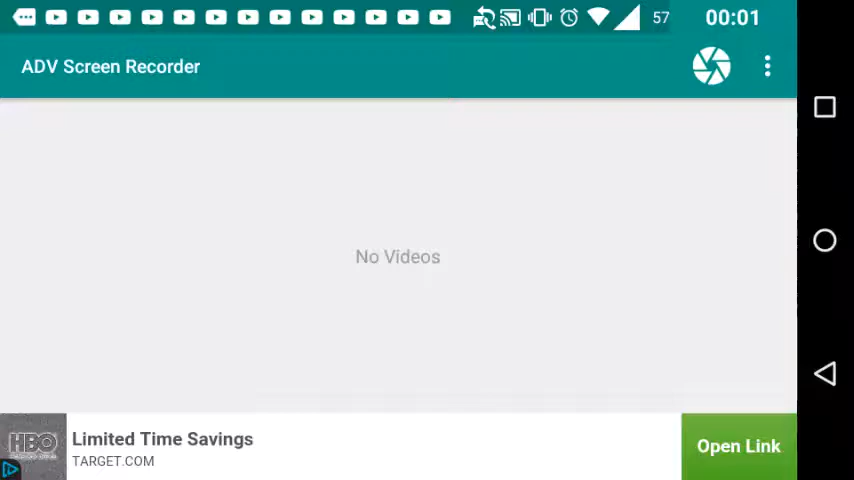 57 00:01
ADV Screen Recorder
No Videos
HBO
Limited Time Savings
TARGET.COM
Open Link